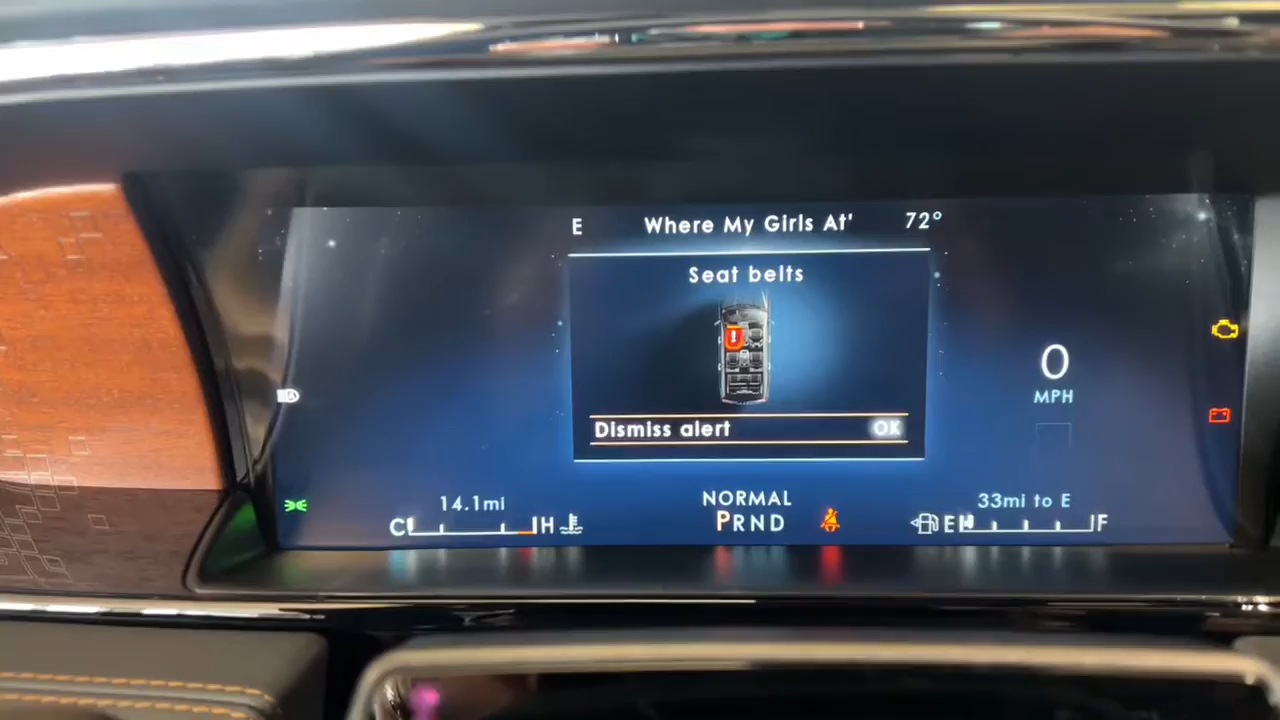 E Where My Girls At' 72°
Seat belts
Dismiss alert OK
0
MPH
14.1mi
C H
NORMAL
PRND
33mi to E
E F